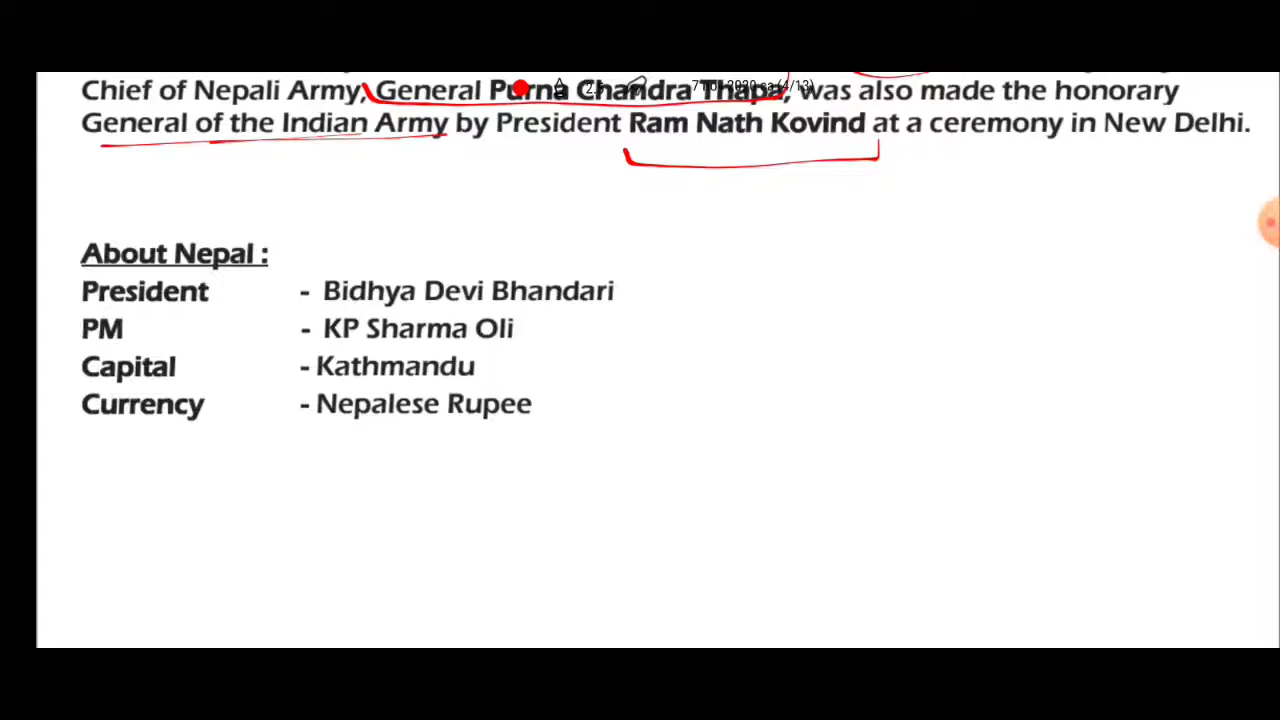 Chief of Nepali Army, General Purna Chandra Thapa, was also made the honorary
General of the Indian Army by President Ram Nath Kovind at a ceremony in New Delhi.
About Nepal :
President - Bidhya Devi Bhandari
PM - KP Sharma Oli
Capital - Kathmandu
Currency - Nepalese Rupee